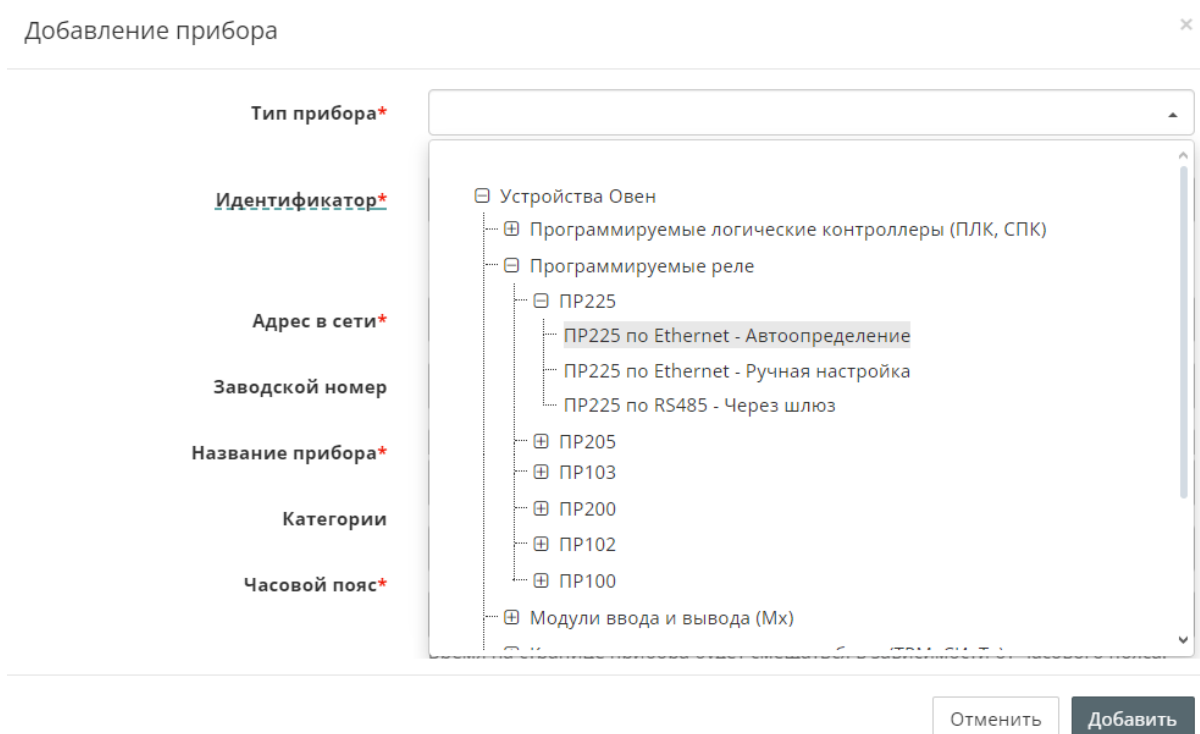 Добавление прибора
Тип прибора*
Идентификатор*
Устройства Овен
Программируемые логические контроллеры (ПЛК, СПК)
Программируемые реле
ПР225
ПР225 по Ethernet - Автоопределение
Адрес в сети*
ПР225 по Ethernet - Ручная настройка
Заводской номер
ПР225 по RS485 - Через шлюз
ПР205
Название прибора*
ПР103
ПР200
Категории
ПР102
ПР100
Часовой пояс*
Модули ввода и вывода (Мх)
Отменить
Добавить